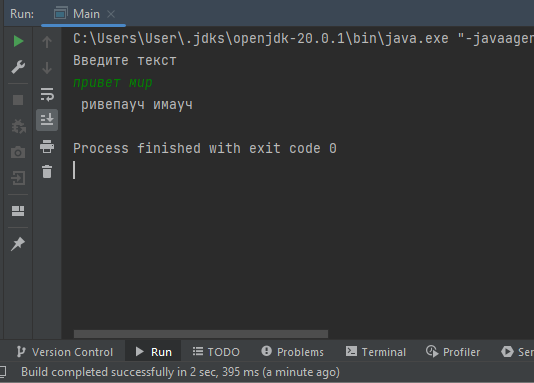 Run: Main
C:\Users\User\.jdks\openjdk-20.0.1\bin\java.exe "-javaagen
Введите текст
привет мир
ривепауч имауч
Process finished with exit code 0
Version Control Run TODO Problems Terminal Profiler Ser
Build completed successfully in 2 sec, 395 ms (a minute ago)